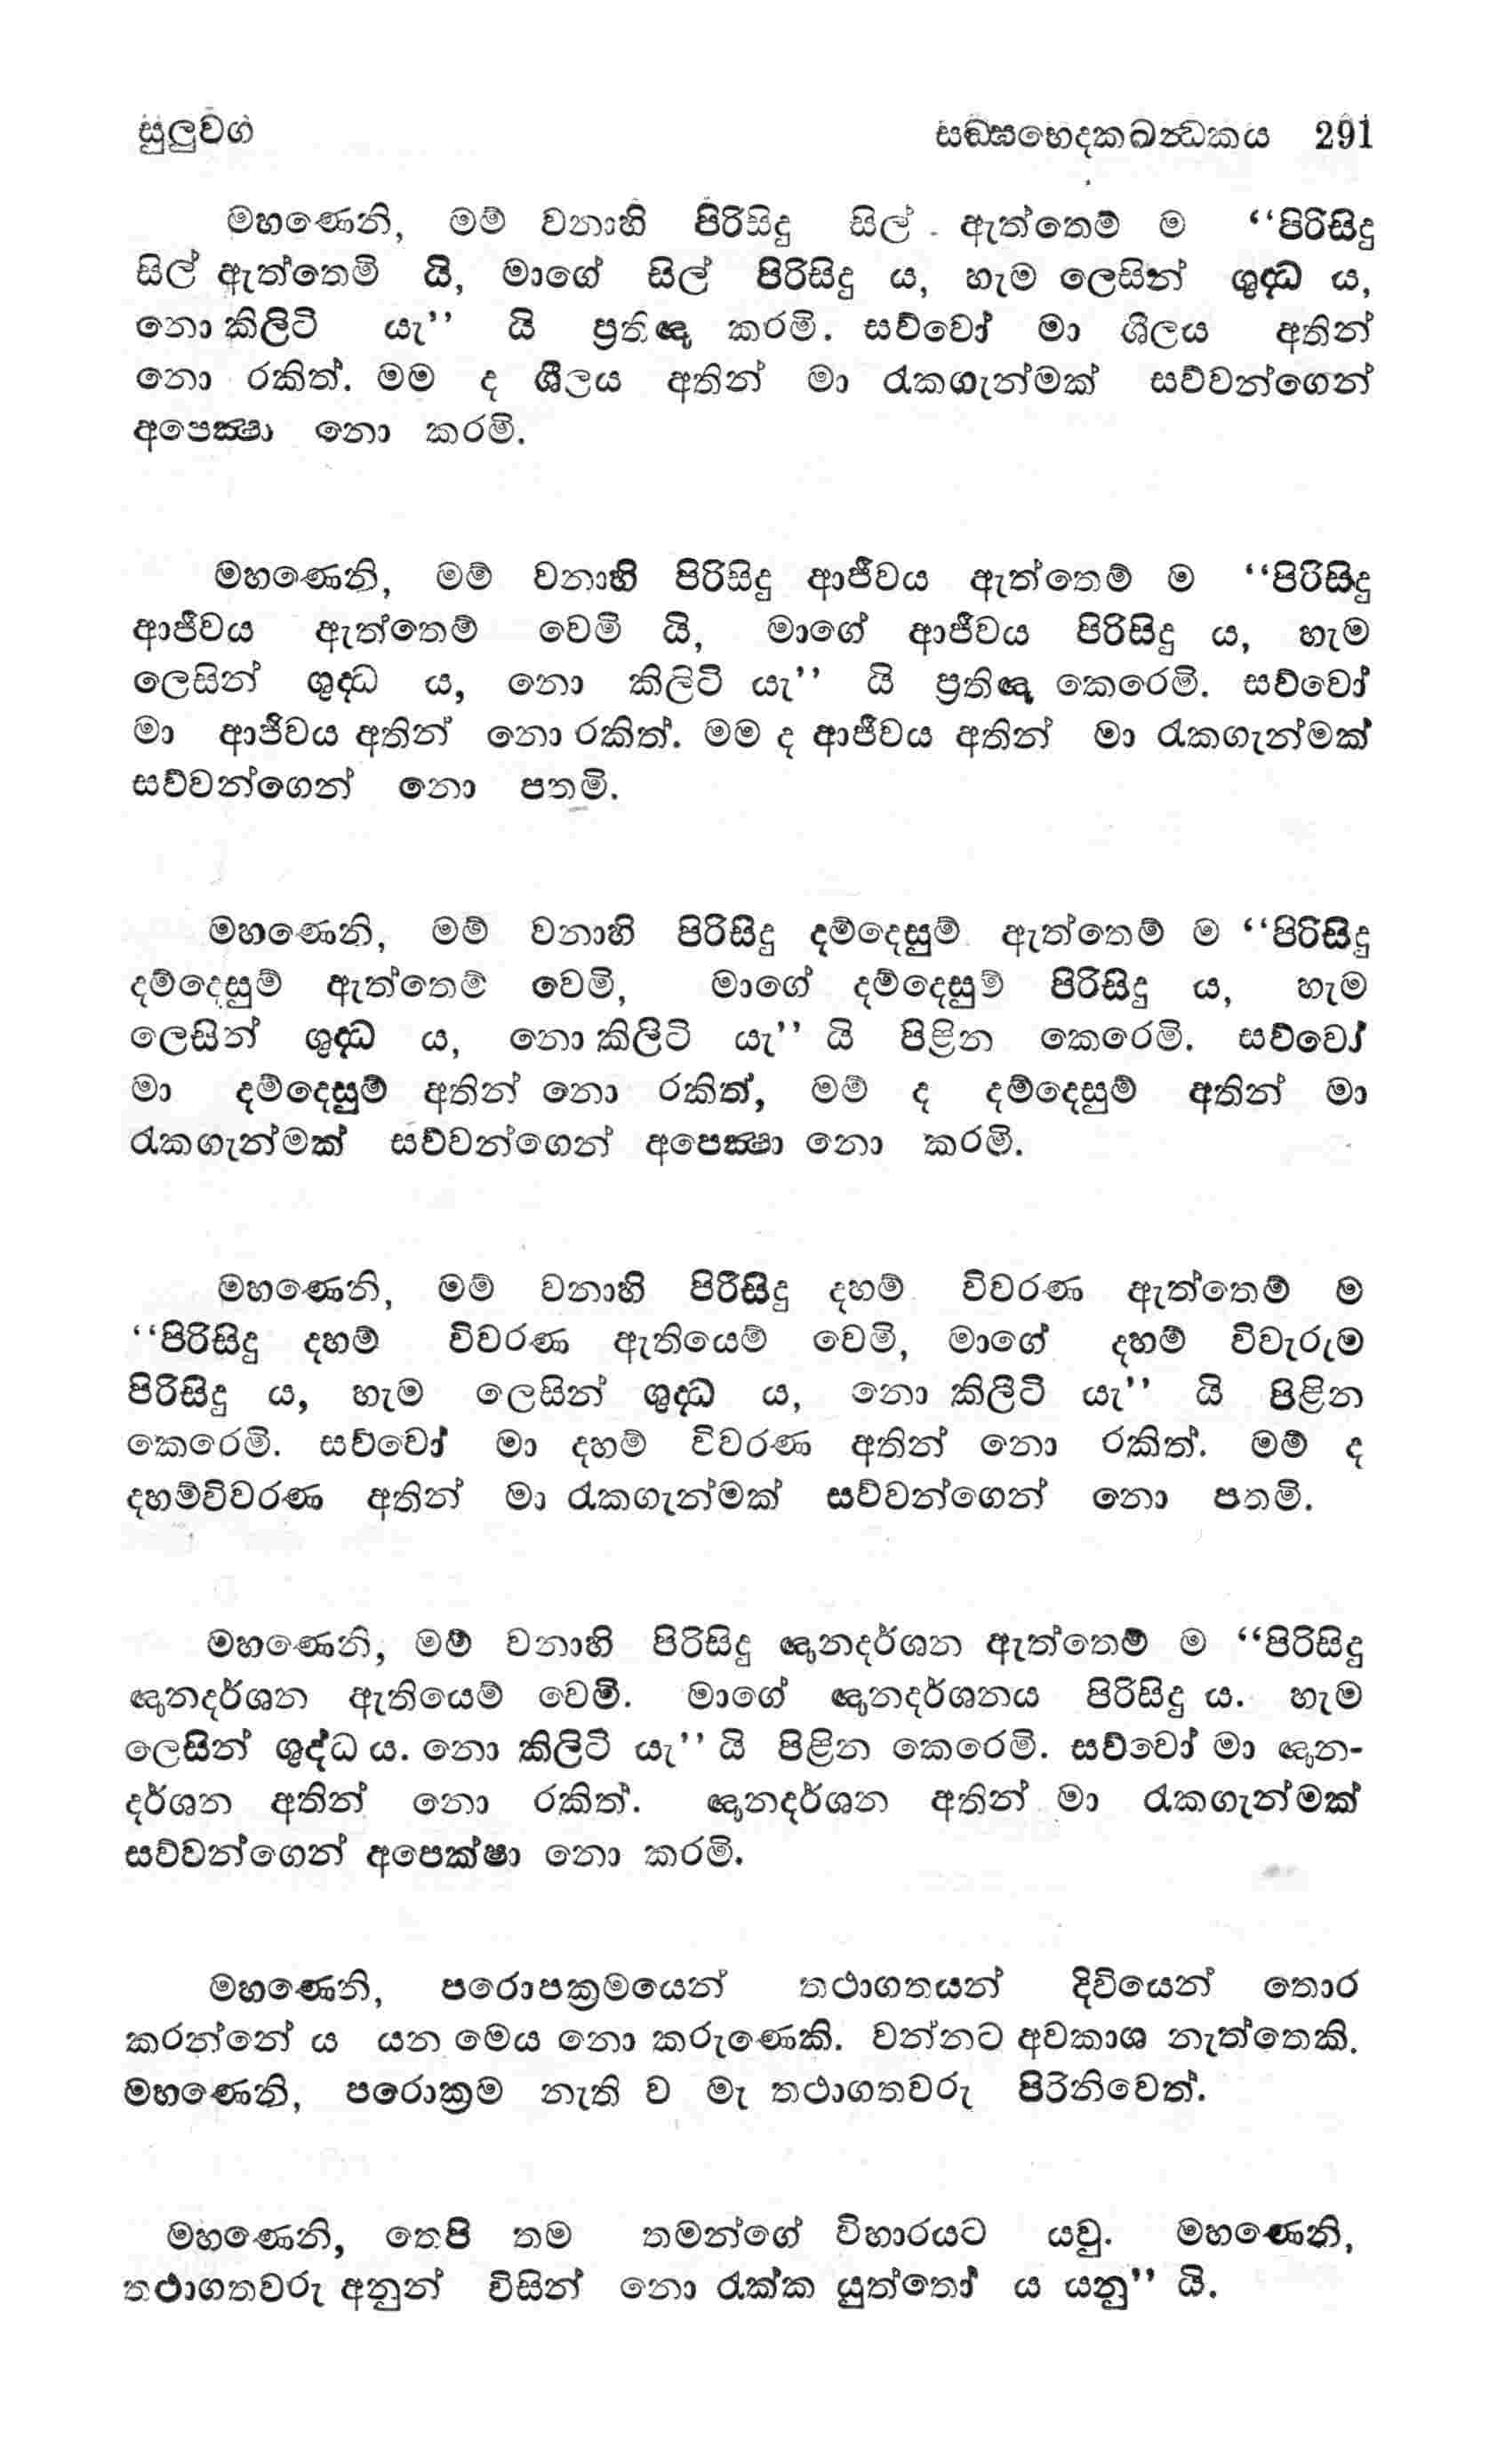 සුලුවග සඞ්ඝභෙදකඛන්ධකය 291
මහණෙනි, මම් වනාහි පිරිසිදු සිල් ඇත්තෙම් ම ‘‘පිරිසිදු
සිල් ඇත්තෙමි යි, මාගේ සිල් පිරිසිදු ය, හැම ලෙසින් ශුද්ධ ය,
නො කිලිටි යැ’’ යි ප්‍රතිඥා කරමි. සව්වෝ මා ශීලය අතින්
නො රකිත්. මම ද ශීලය අතින් මා රැකගැන්මක් සව්වන්ගෙන්
අපෙක්‍ෂා නො කරමි.
මහණෙනි, මම් වනාහි පිරිසිදු ආජීවය ඇත්තෙම් ම ‘‘පිරිසිදු
ආජීවය ඇත්තෙම් වෙමි යි, මාගේ ආජීවය පිරිසිදු ය, හැම
ලෙසින් ශුද්ධ ය, නො කිලිටි යැ’’ යි ප්‍රතිඥා කෙරෙමි. සව්වෝ
මා ආජිවය අතින් නො රකිත්. මම ද ආජීවය අතින් මා රැකගැන්මක්
සව්වන්ගෙන් නො පතමි.
මහණෙනි, මම් වනාහි පිරිසිදු දම්දෙසුම් ඇත්තෙම් ම ‘‘පිරිසිදු
දම්දෙසුම් ඇත්තෙම් වෙමි, මාගේ දම්දෙසුම් පිරිසිදු ය, හැම
ලෙසින් ශුද්ධ ය, නො කිලිටි යැ’’ යි පිළින කෙරෙමි. සව්වෝ
මා දම්දෙසුම් අතින් නො රකිත්, මම් ද දම්දෙසුම් අතින් මා
රැකගැන්මක් සව්වන්ගෙන් අපෙක්‍ෂා නො කරමි.
මහණෙනි, මම් වනාහි පිරිසිදු දහම් විවරණ ඇත්තෙම් ම
‘‘පිරිසිදු දහම් විවරණ ඇතියෙම් වෙමි, මාගේ දහම් විවැරුම
පිරිසිදු ය, හැම ලෙසින් ශුද්ධ ය, නො කිලිටි යැ’’ යි පිළින
කෙරෙමි. සව්වෝ මා දහම් විවරණ අතින් නො රකිත්. මම් ද
දහම්විවරණ අතින් මා රැකගැන්මක් සව්වන්ගෙන් නො පතමි.
මහණෙනි, මම් වනාහි පිරිසිදු ඥානදර්ශන ඇත්තෙම් ම ‘‘පිරිසිදු
ඥානදර්ශන ඇතියෙම් වෙමි. මාගේ ඥානදර්ශනය පිරිසිදු ය. හැම
ලෙසින් ශුද්ධ ය. නො කිලිටි යැ’’ යි පිළින කෙරෙමි. සව්වෝ මා ඥාන-
දර්ශන අතින් නො රකිත්. ඥානදර්ශන අතින් මා රැකගැන්මක්
සව්වන්ගෙන් අපෙක්ෂා නො කරමි.
මහණෙනි, පරොපක්‍රමයෙන් තථාගතයන් දිවියෙන් තොර
කරන්නේ ය යන මෙය නො කරුණෙකි. වන්නට අවකාශ නැත්තෙකි.
මහණෙනි, පරොක්‍රම නැති ව මැ තථාගතවරු පිරිනිවෙත්.
මහණෙනි, තෙපි තම තමන්ගේ විහාරයට යවු. මහණෙනි,
තථාගතවරු අනුන් විසින් නො රැක්ක යුත්තෝ ය යනු’’ යි.